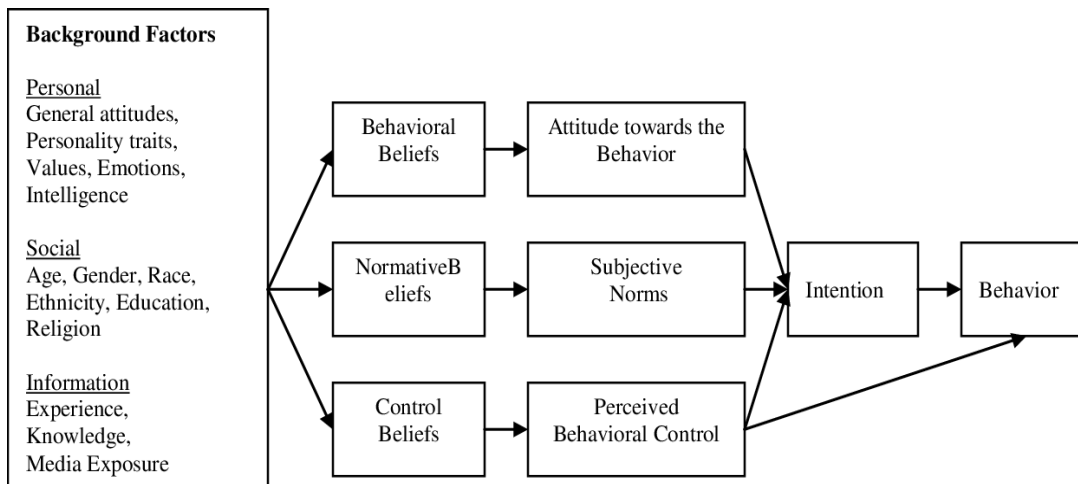 Background Factors
Personal
General attitudes,
Personality traits,
Values, Emotions,
Intelligence
Social
Age, Gender, Race,
Ethnicity, Education,
Religion
Information
Experience,
Knowledge,
Media Exposure
Behavioral
Beliefs
Attitude towards the
Behavior
NormativeB
eliefs
Subjective
Norms
Control
Beliefs
Perceived
Behavioral Control
Intention
Behavior